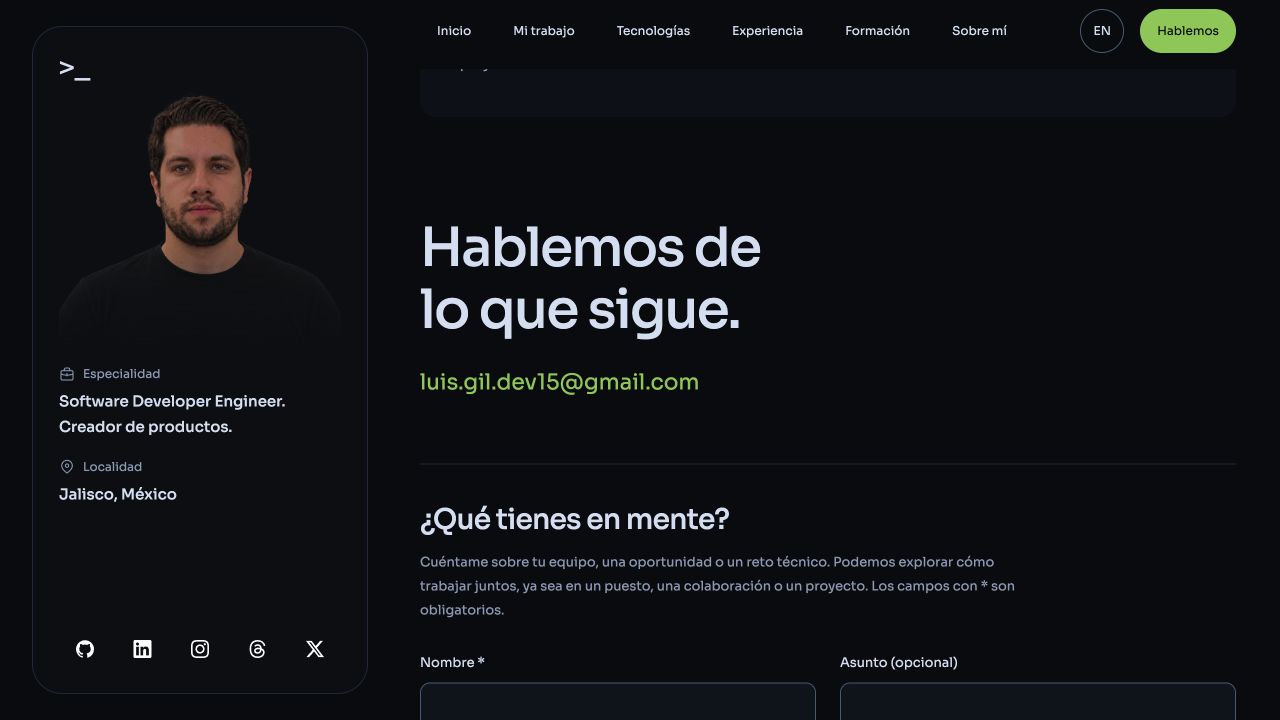 Inicio
Mi trabajo
Tecnologías
Experiencia
Formación
Sobre mí
EN
Hablemos
>_
Especialidad
Software Developer Engineer.
Creador de productos.
Localidad
Jalisco, México
Hablemos de
lo que sigue.
luis.gil.dev15@gmail.com
¿Qué tienes en mente?
Cuéntame sobre tu equipo, una oportunidad o un reto técnico. Podemos explorar cómo
trabajar juntos, ya sea en un puesto, una colaboración o un proyecto. Los campos con * son
obligatorios.
Nombre *
Asunto (opcional)